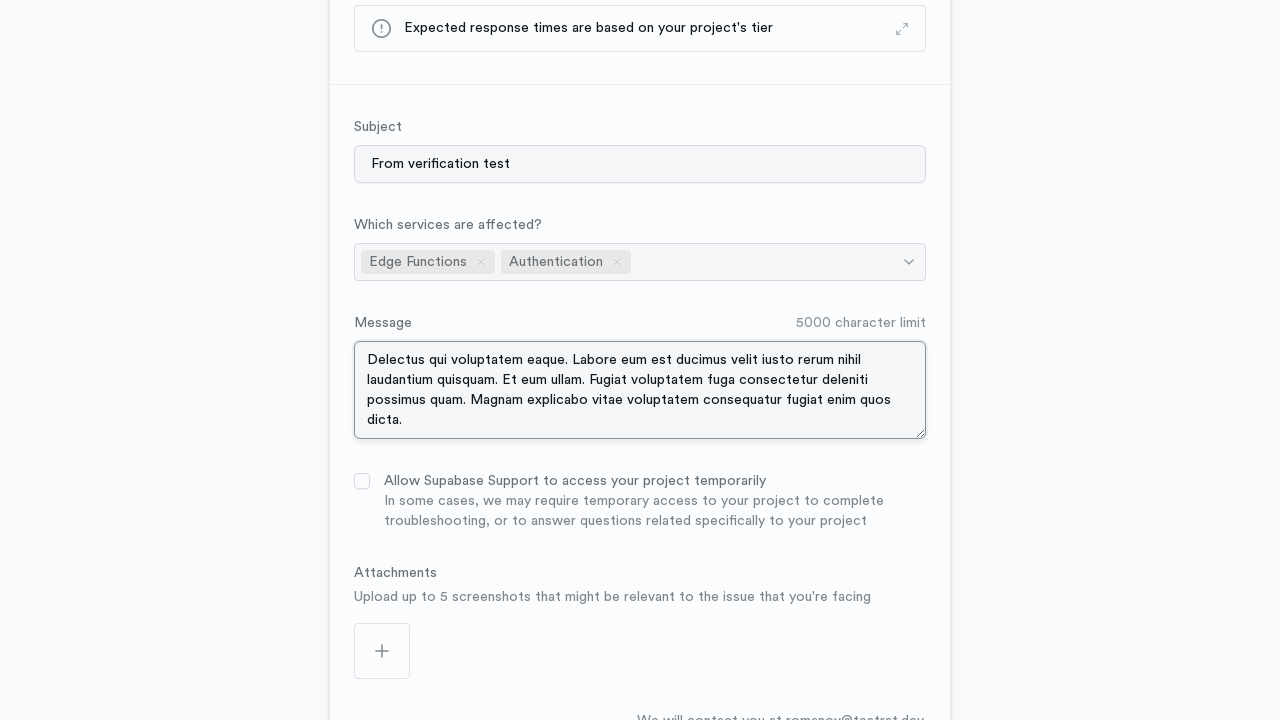 Expected response times are based on your project's tier
Subject
From verification test
Which services are affected?
Edge Functions Authentication
Message 5000 character limit
Delectus qui voluptatem eaque. Labore eum est ducimus velit iusto rerum nihil
laudantium quisquam. Et eum ullam. Fugiat voluptatem fuga consectetur deleniti
possimus quam. Magnam explicabo vitae voluptatem consequatur fugiat enim quos
dicta.
Allow Supabase Support to access your project temporarily
In some cases, we may require temporary access to your project to complete
troubleshooting, or to answer questions related specifically to your project
Attachments
Upload up to 5 screenshots that might be relevant to the issue that you're facing
We will contact you at